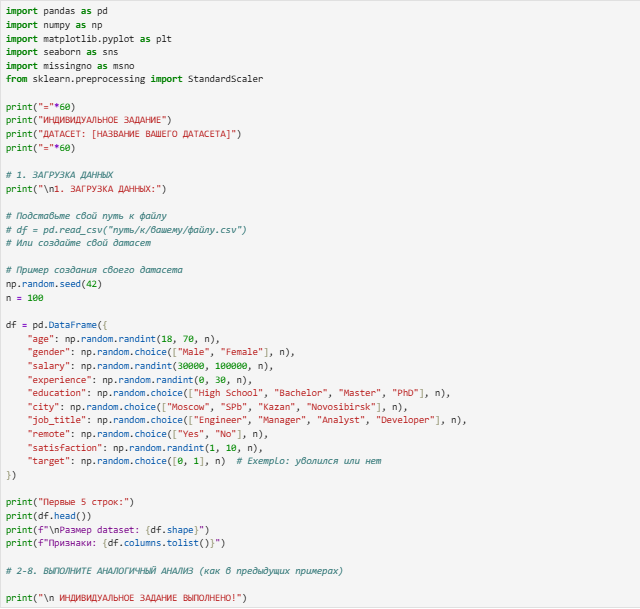 import pandas as pd
import numpy as np
import matplotlib.pyplot as plt
import seaborn as sns
import missingno as msno
from sklearn.preprocessing import StandardScaler
print("="*60)
print("ИНДИВИДУАЛЬНОЕ ЗАДАНИЕ")
print("ДАТАСЕТ: [НАЗВАНИЕ ВАШЕГО ДАТАСЕТА]")
print("="*60)
# 1. ЗАГРУЗКА ДАННЫХ
print("\n1. ЗАГРУЗКА ДАННЫХ:")
# Подставьте свой путь к файлу
# df = pd.read_csv("путь/к/вашему/файлу.csv")
# Или создайте свой датасет
# Пример создания своего датасета
np.random.seed(42)
n = 100
df = pd.DataFrame({
    "age": np.random.randint(18, 70, n),
    "gender": np.random.choice(["Male", "Female"], n),
    "salary": np.random.randint(30000, 100000, n),
    "experience": np.random.randint(0, 30, n),
    "education": np.random.choice(["High School", "Bachelor", "Master", "PhD"], n),
    "city": np.random.choice(["Moscow", "SPb", "Kazan", "Novosibirsk"], n),
    "job_title": np.random.choice(["Engineer", "Manager", "Analyst", "Developer"], n),
    "remote": np.random.choice(["Yes", "No"], n),
    "satisfaction": np.random.randint(1, 10, n),
    "target": np.random.choice([0, 1], n)  # Exemplo: уволился или нет
})
print("Первые 5 строк:")
print(df.head())
print(f"\nРазмер dataset: {df.shape}")
print(f"Признаки: {df.columns.tolist()}")
# 2-8. ВЫПОЛНИТЕ АНАЛОГИЧНЫЙ АНАЛИЗ (как в предыдущих примерах)
print("\n ИНДИВИДУАЛЬНОЕ ЗАДАНИЕ ВЫПОЛНЕНО!")